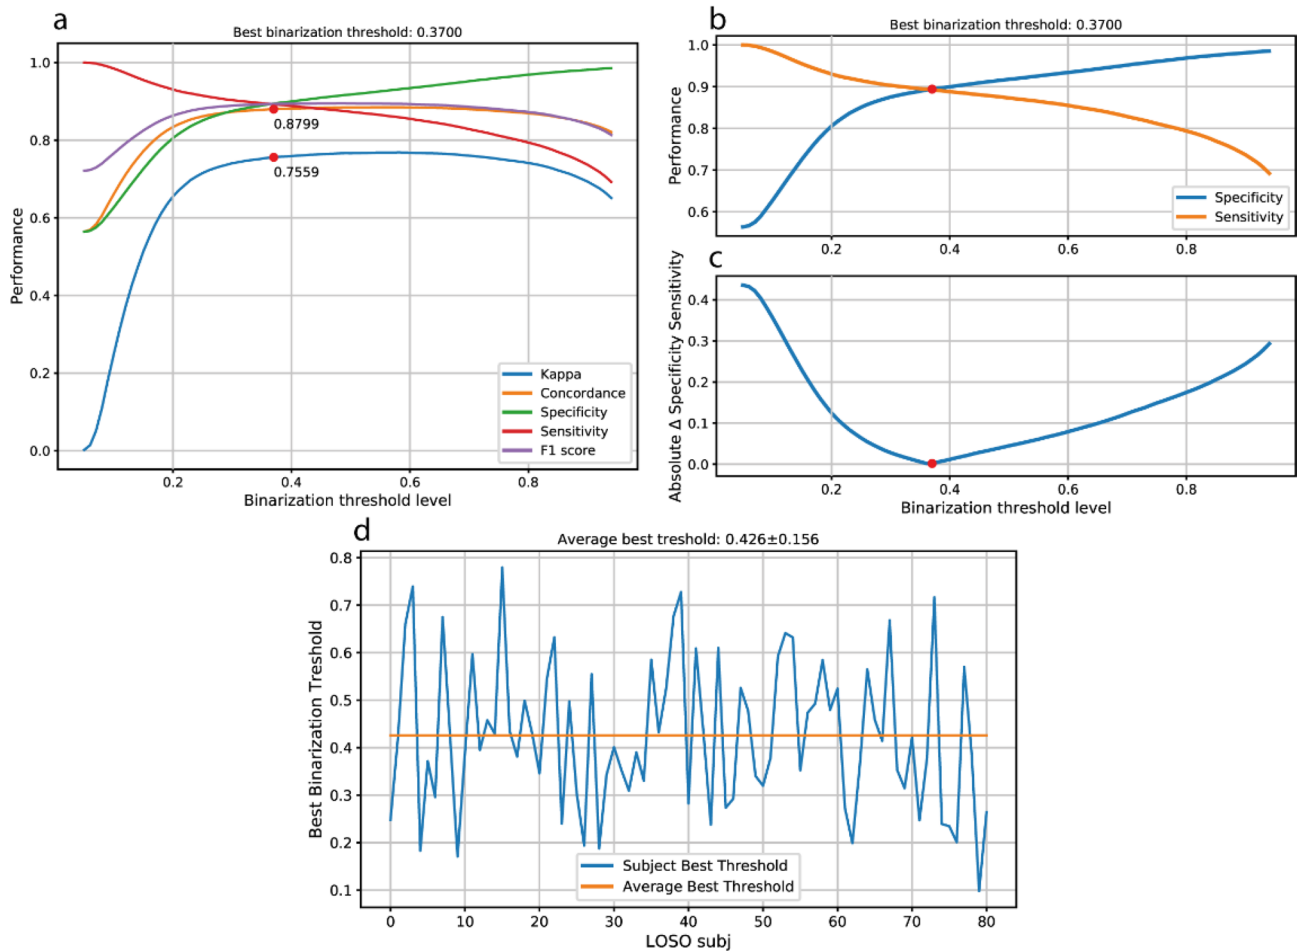 a
Best binarization threshold: 0.3700
1.0
0.8
0.6
0.4
0.2
0.0
Performance
0.8799
0.7559
Kappa
Concordance
Specificity
Sensitivity
F1 score
0.2 0.4 0.6 0.8
Binarization threshold level
b
Best binarization threshold: 0.3700
1.0
0.9
0.8
0.7
0.6
Performance
Specificity
Sensitivity
0.2 0.4 0.6 0.8
c
Absolute Δ Specificity Sensitivity
0.4
0.3
0.2
0.1
0.0
0.2 0.4 0.6 0.8
Binarization threshold level
d
Average best treshold: 0.426±0.156
0.8
0.7
0.6
0.5
0.4
0.3
0.2
0.1
Best Binarization Treshold
Subject Best Threshold
Average Best Threshold
0 10 20 30 40 50 60 70 80
LOSO subj